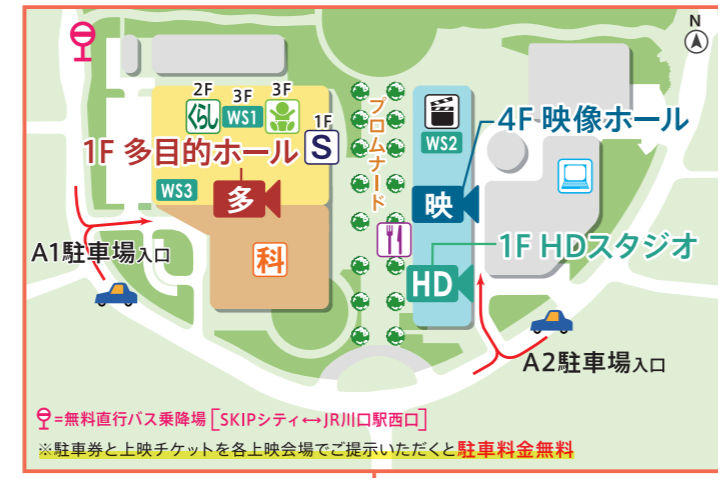 N
2F
3F
3F
くらし
WS1
1F
S
1F 多目的ホール
WS3
多
科
プロムナード
WS2
4F 映像ホール
映
1F HDスタジオ
HD
A1駐車場入口
A2駐車場入口
=無料直行バス乗降場[SKIPシティ↔JR川口駅西口]
※駐車券と上映チケットを各上映会場でご提示いただくと駐車料金無料